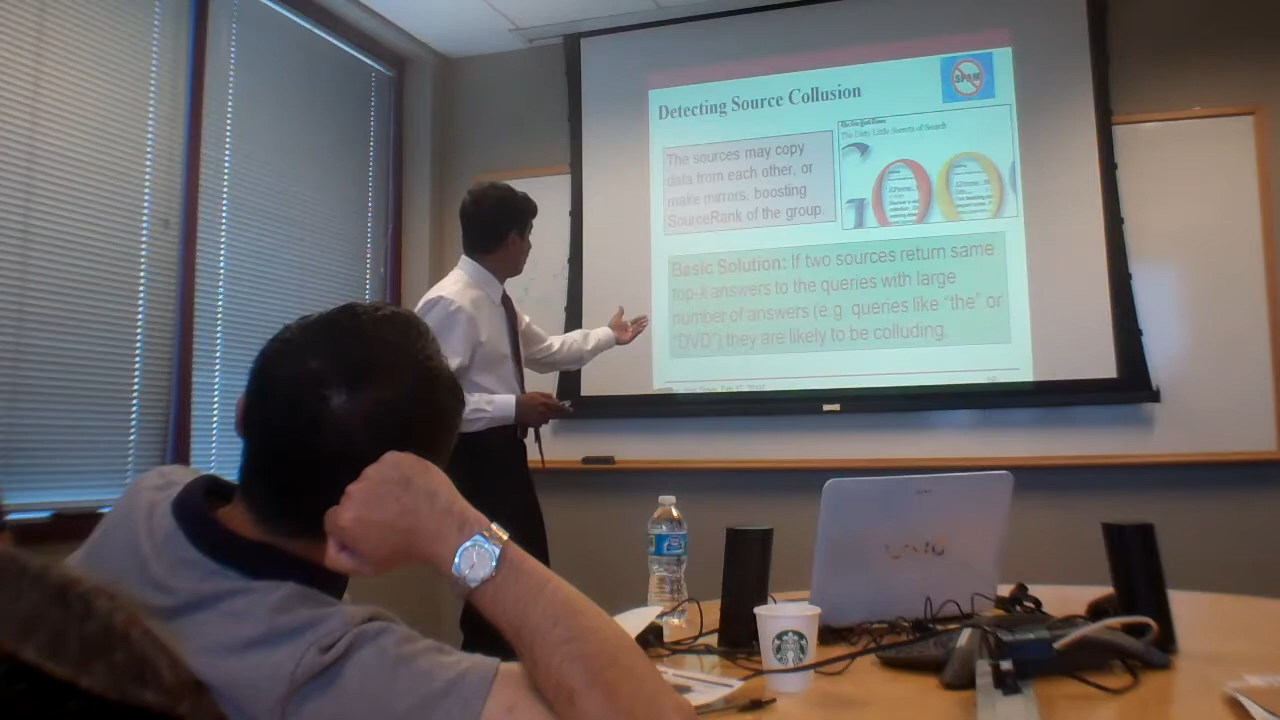 SPAM
Detecting Source Collusion
The New York Times
The Dirty Little Secrets of Search
The sources may copy
data from each other, or
make mirrors, boosting
SourceRank of the group.
Basic Solution: If two sources return same
top-k answers to the queries with large
number of answers (e.g. queries like "the" or
"DVD") they are likely to be colluding.
VAIO